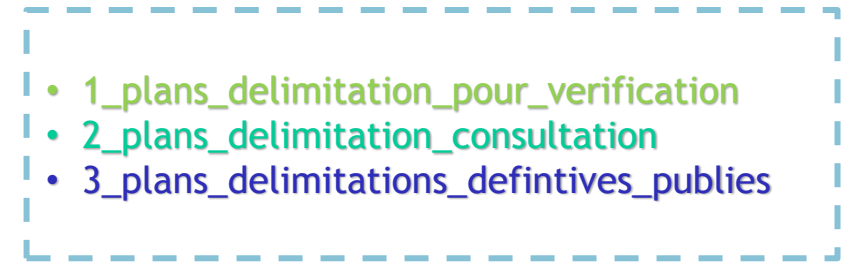 • 1_plans_delimitation_pour_verification
• 2_plans_delimitation_consultation
• 3_plans_delimitations_defintives_publies